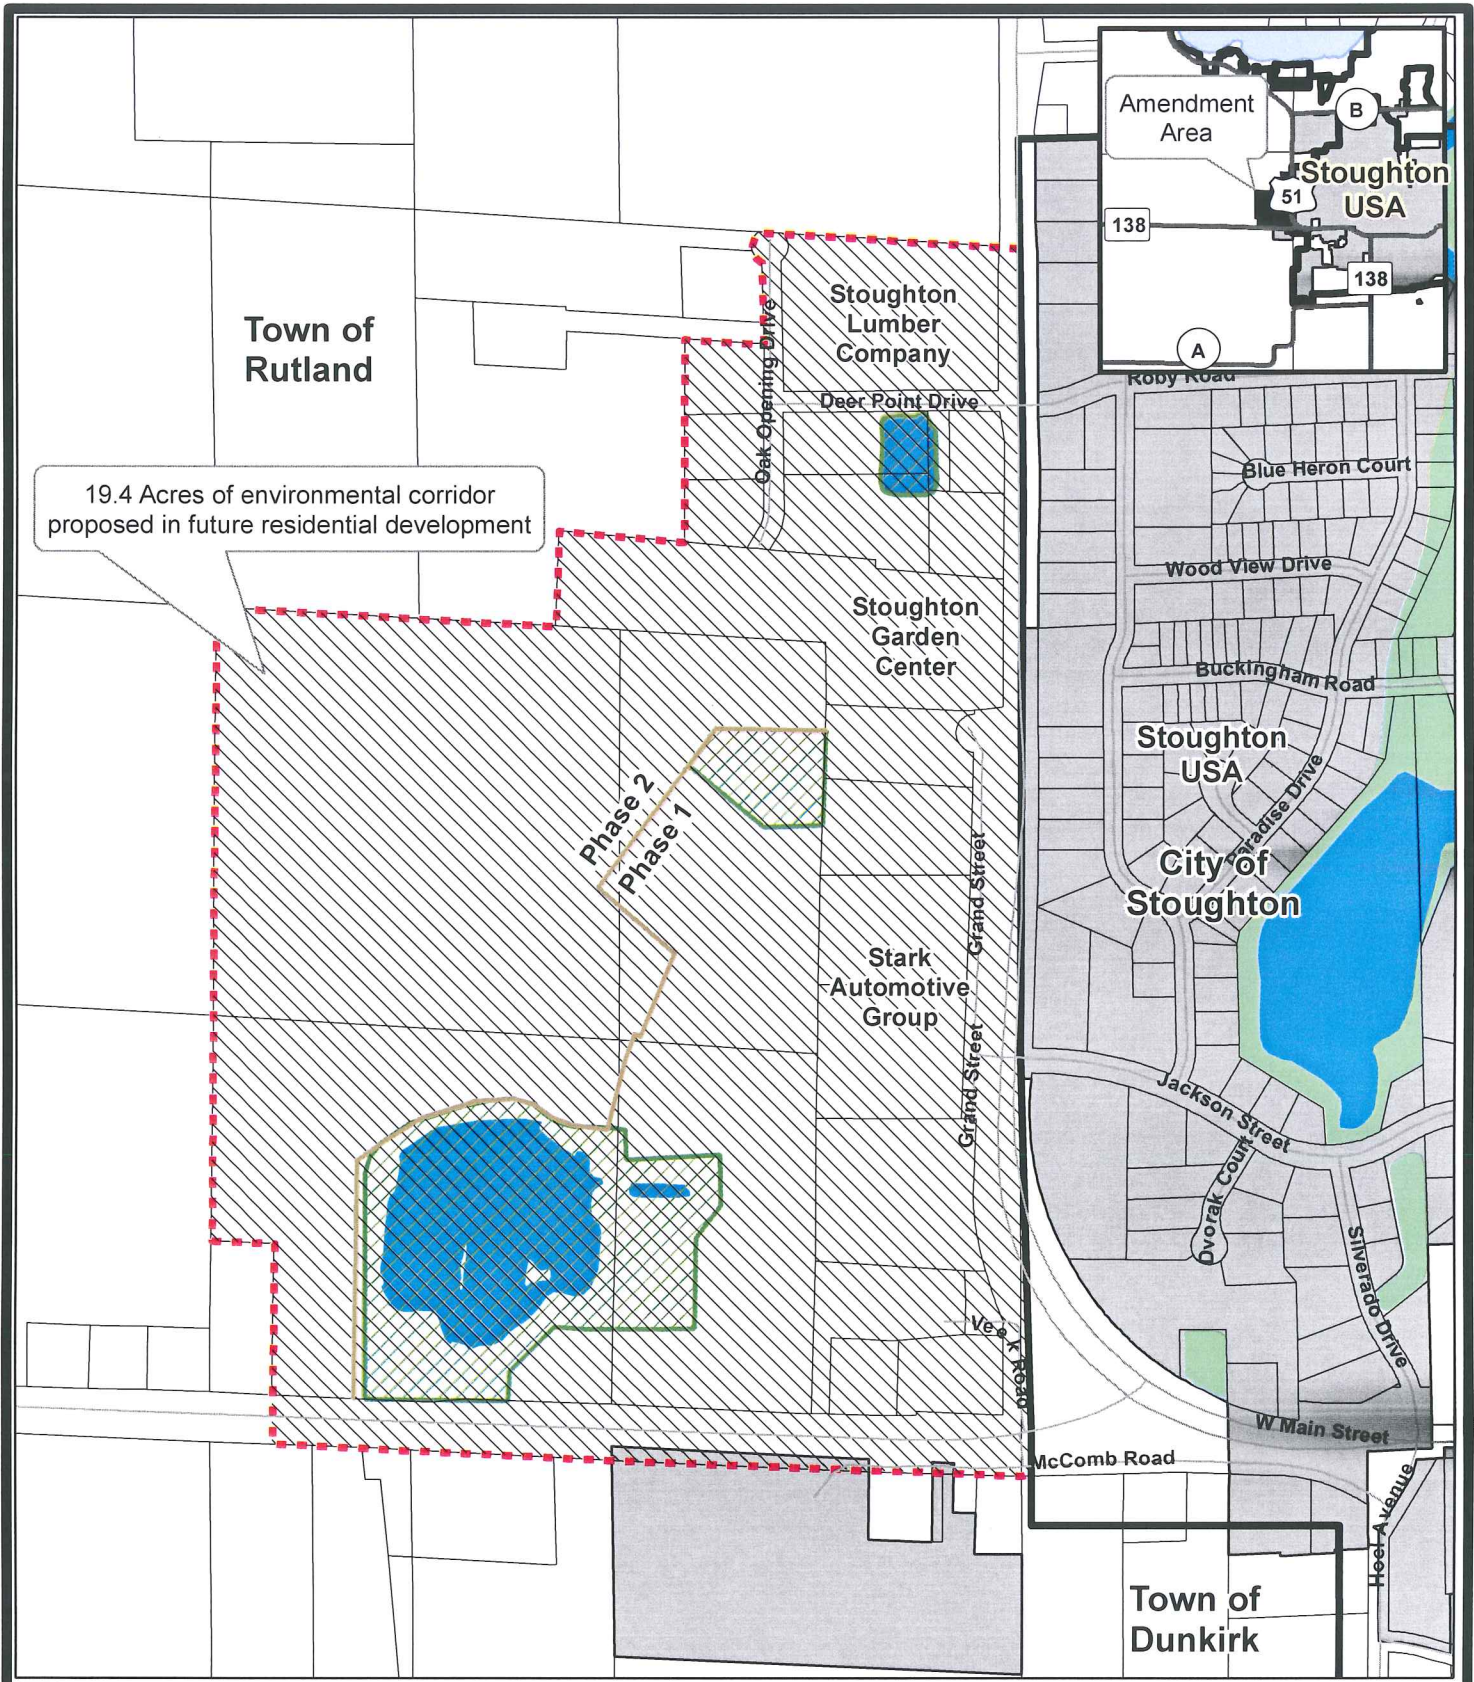 Amendment
Area
B
Stoughton
USA
51
138
138
A
Town of
Rutland
Stoughton
Lumber
Company
Oak Opening Drive
Deer Point Drive
Roby Road
Blue Heron Court
19.4 Acres of environmental corridor
proposed in future residential development
Wood View Drive
Stoughton
Garden
Center
Buckingham Road
Stoughton
USA
Paradise Drive
Phase 2
Phase 1
City of
Stoughton
Grand Street
Stark
Automotive
Group
Grand Street
Jackson Street
Dvorak Court
Silverado Drive
Veek Road
W Main Street
McComb Road
Hoel Avenue
Town of
Dunkirk